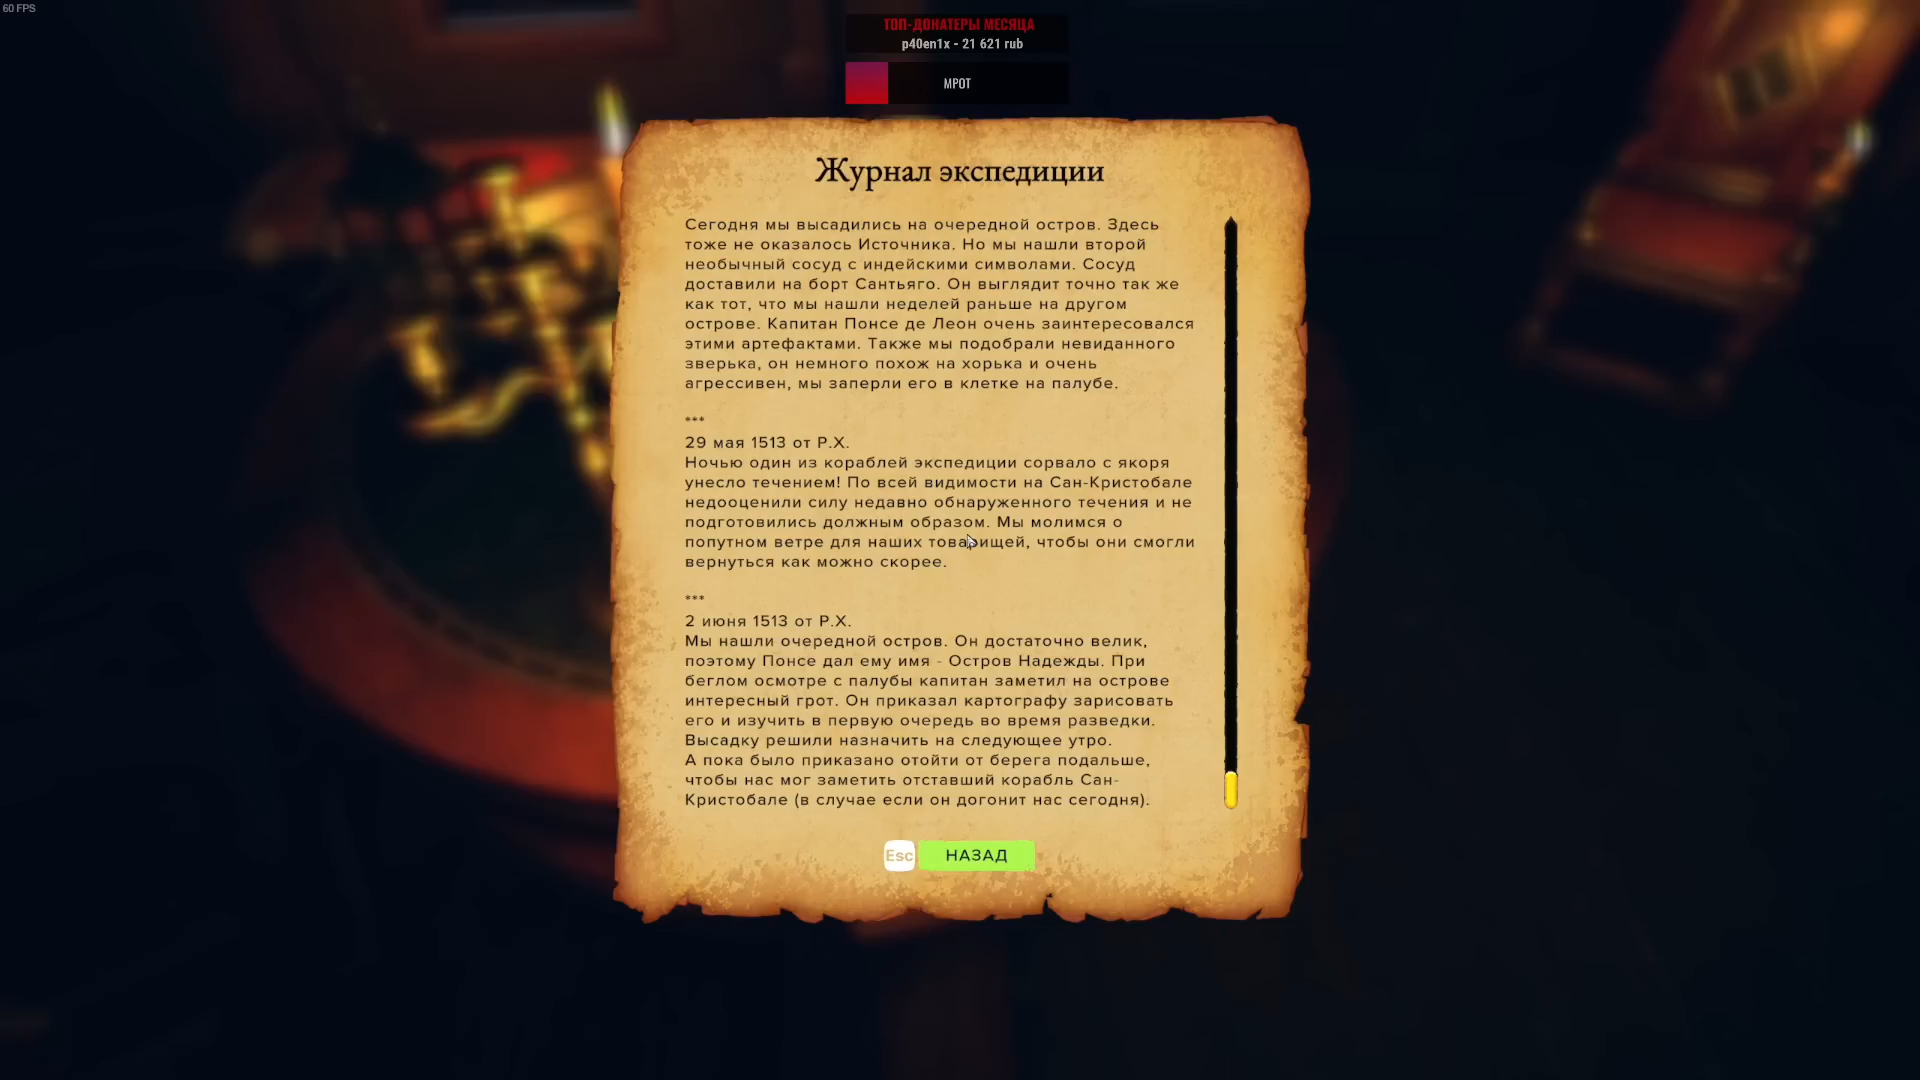 60 FPS
ТОП-ДОНАТЕРЫ МЕСЯЦА
p40en1x - 21 621 rub
МРОТ
Журнал экспедиции
Сегодня мы высадились на очередной остров. Здесь
тоже не оказалось Источника. Но мы нашли второй
необычный сосуд с индейскими символами. Сосуд
доставили на борт Сантьяго. Он выглядит точно так же
как тот, что мы нашли неделей раньше на другом
острове. Капитан Понсе де Леон очень заинтересовался
этими артефактами. Также мы подобрали невиданного
зверька, он немного похож на хорька и очень
агрессивен, мы заперли его в клетке на палубе.
***
29 мая 1513 от Р.Х.
Ночью один из кораблей экспедиции сорвало с якоря
унесло течением! По всей видимости на Сан-Кристобале
недооценили силу недавно обнаруженного течения и не
подготовились должным образом. Мы молимся о
попутном ветре для наших товарищей, чтобы они смогли
вернуться как можно скорее.
***
2 июня 1513 от Р.Х.
Мы нашли очередной остров. Он достаточно велик,
поэтому Понсе дал ему имя - Остров Надежды. При
беглом осмотре с палубы капитан заметил на острове
интересный грот. Он приказал картографу зарисовать
его и изучить в первую очередь во время разведки.
Высадку решили назначить на следующее утро.
А пока было приказано отойти от берега подальше,
чтобы нас мог заметить отставший корабль Сан-
Кристобале (в случае если он догонит нас сегодня).
Esc НАЗАД